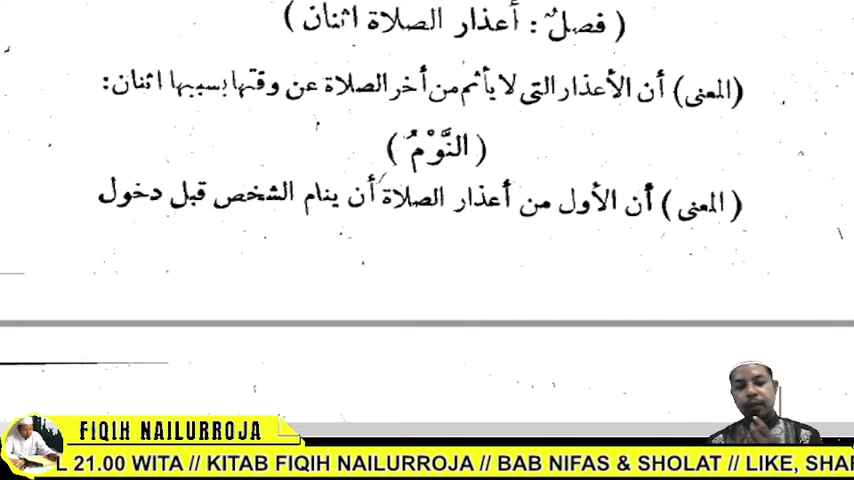 ( فصلٌ : أعذار الصلاة اثنان )
(المعنى) أن الأعذار التى لا يأثم من أخر الصلاة عن وقتها بسببها اثنان:
( النَّوْمُ )
(المعنى) أن الأول من أعذار الصلاة أن ينام الشخص قبل دخول
FIQIH NAILURROJA
L 21.00 WITA // KITAB FIQIH NAILURROJA // BAB NIFAS & SHOLAT // LIKE, SHAR